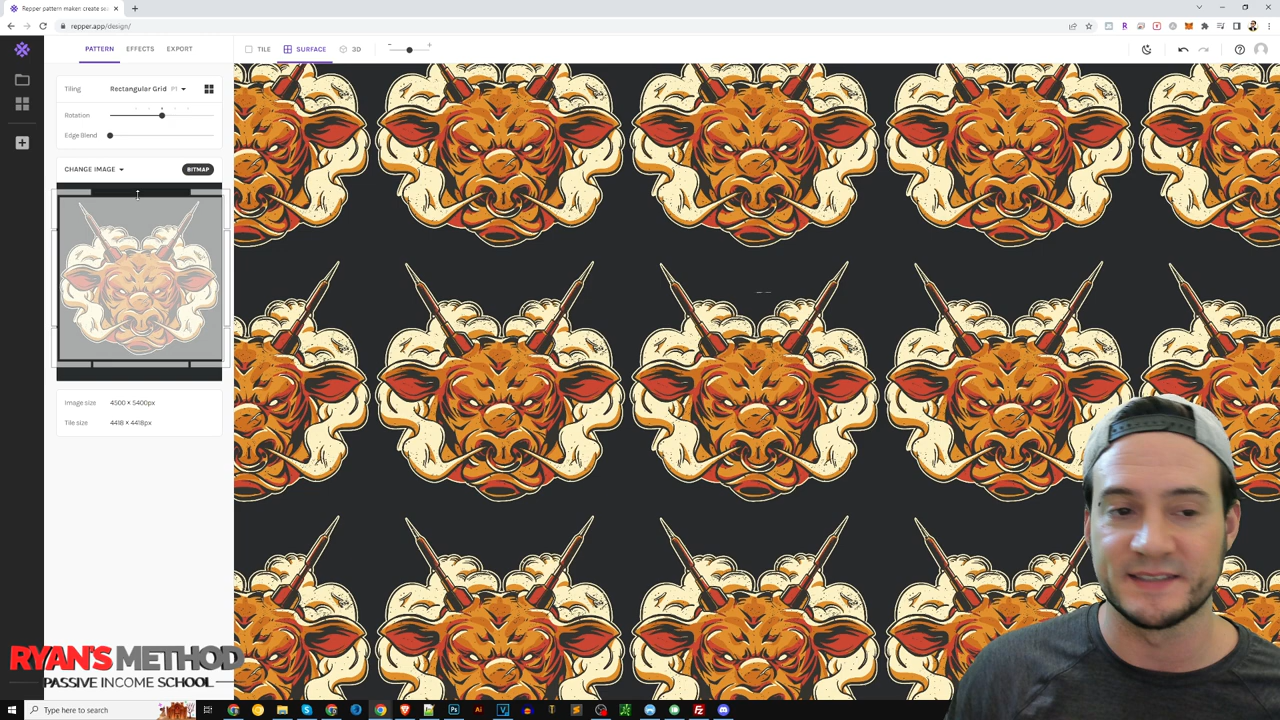 Repper pattern maker: create sea
repper.app/design/
PATTERN
EFFECTS
EXPORT
TILE
SURFACE
3D
Tiling
Rectangular Grid
P1
Rotation
Edge Blend
CHANGE IMAGE
BITMAP
Image size
4500 × 5400px
Tile size
4418 × 4418px
RYAN'S METHOD
PASSIVE INCOME SCHOOL
Type here to search